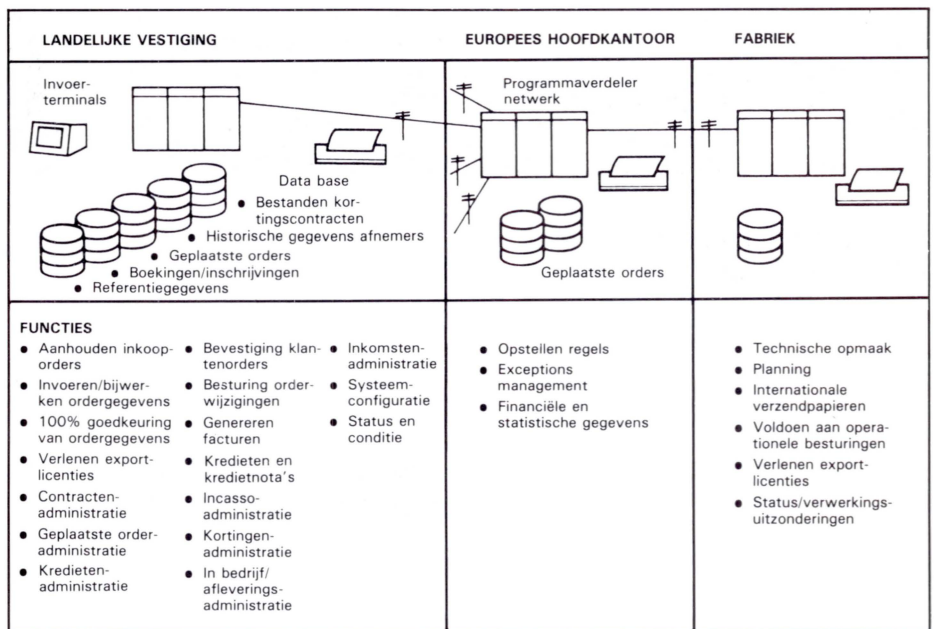 LANDELIJKE VESTIGING
EUROPEES HOOFDKANTOOR
FABRIEK
Invoer-
terminals
Data base
• Bestanden kor-
tingscontracten
• Historische gegevens afnemers
• Geplaatste orders
• Boekingen/inschrijvingen
• Referentiegegevens
Programmaverdeler
netwerk
Geplaatste orders
FUNCTIES
• Aanhouden inkoop-
orders
• Invoeren/bijwer-
ken ordergegevens
• 100% goedkeuring
van ordergegevens
• Verlenen export-
licenties
• Contracten-
administratie
• Geplaatste order-
administratie
• Kredieten-
administratie
• Bevestiging klan-
tenorders
• Besturing order-
wijzigingen
• Genereren
facturen
• Kredieten en
kredietnota's
• Incasso-
administratie
• Kortingen-
administratie
• In bedrijf/
afleverings-
administratie
• Inkomsten-
administratie
• Systeem-
configuratie
• Status en
conditie
• Opstellen regels
• Exceptions
management
• Financiële en
statistische gegevens
• Technische opmaak
• Planning
• Internationale
verzendpapieren
• Voldoen aan opera-
tionele besturingen
• Verlenen export-
licenties
• Status/verwerkings-
uitzonderingen